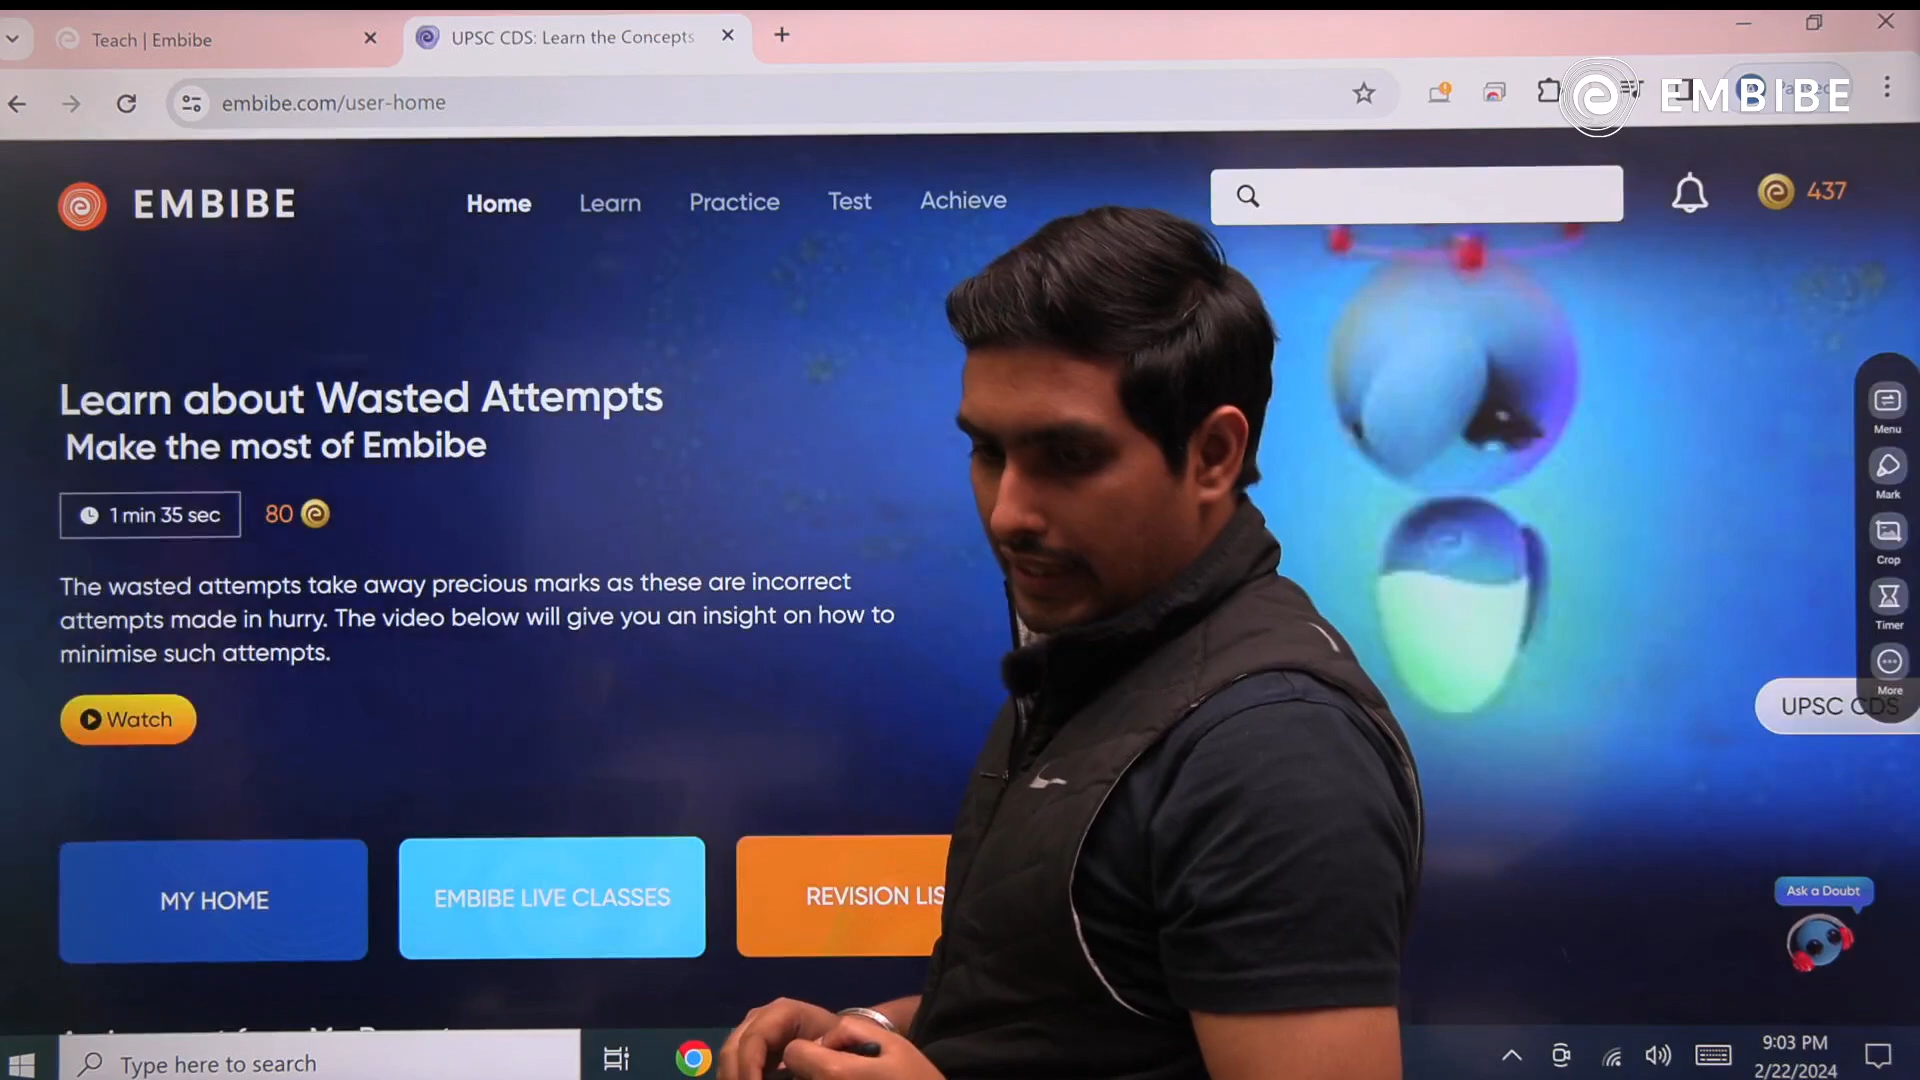 Teach | Embibe
UPSC CDS: Learn the Concepts
embibe.com/user-home
EMBIBE
EMBIBE
Home
Learn
Practice
Test
Achieve
437
Learn about Wasted Attempts
Make the most of Embibe
1 min 35 sec
80
The wasted attempts take away precious marks as these are incorrect
attempts made in hurry. The video below will give you an insight on how to
minimise such attempts.
Watch
Menu
Mark
Crop
Timer
More
UPSC CDS
MY HOME
EMBIBE LIVE CLASSES
REVISION LIS
Ask a Doubt
Type here to search
9:03 PM
2/22/2024